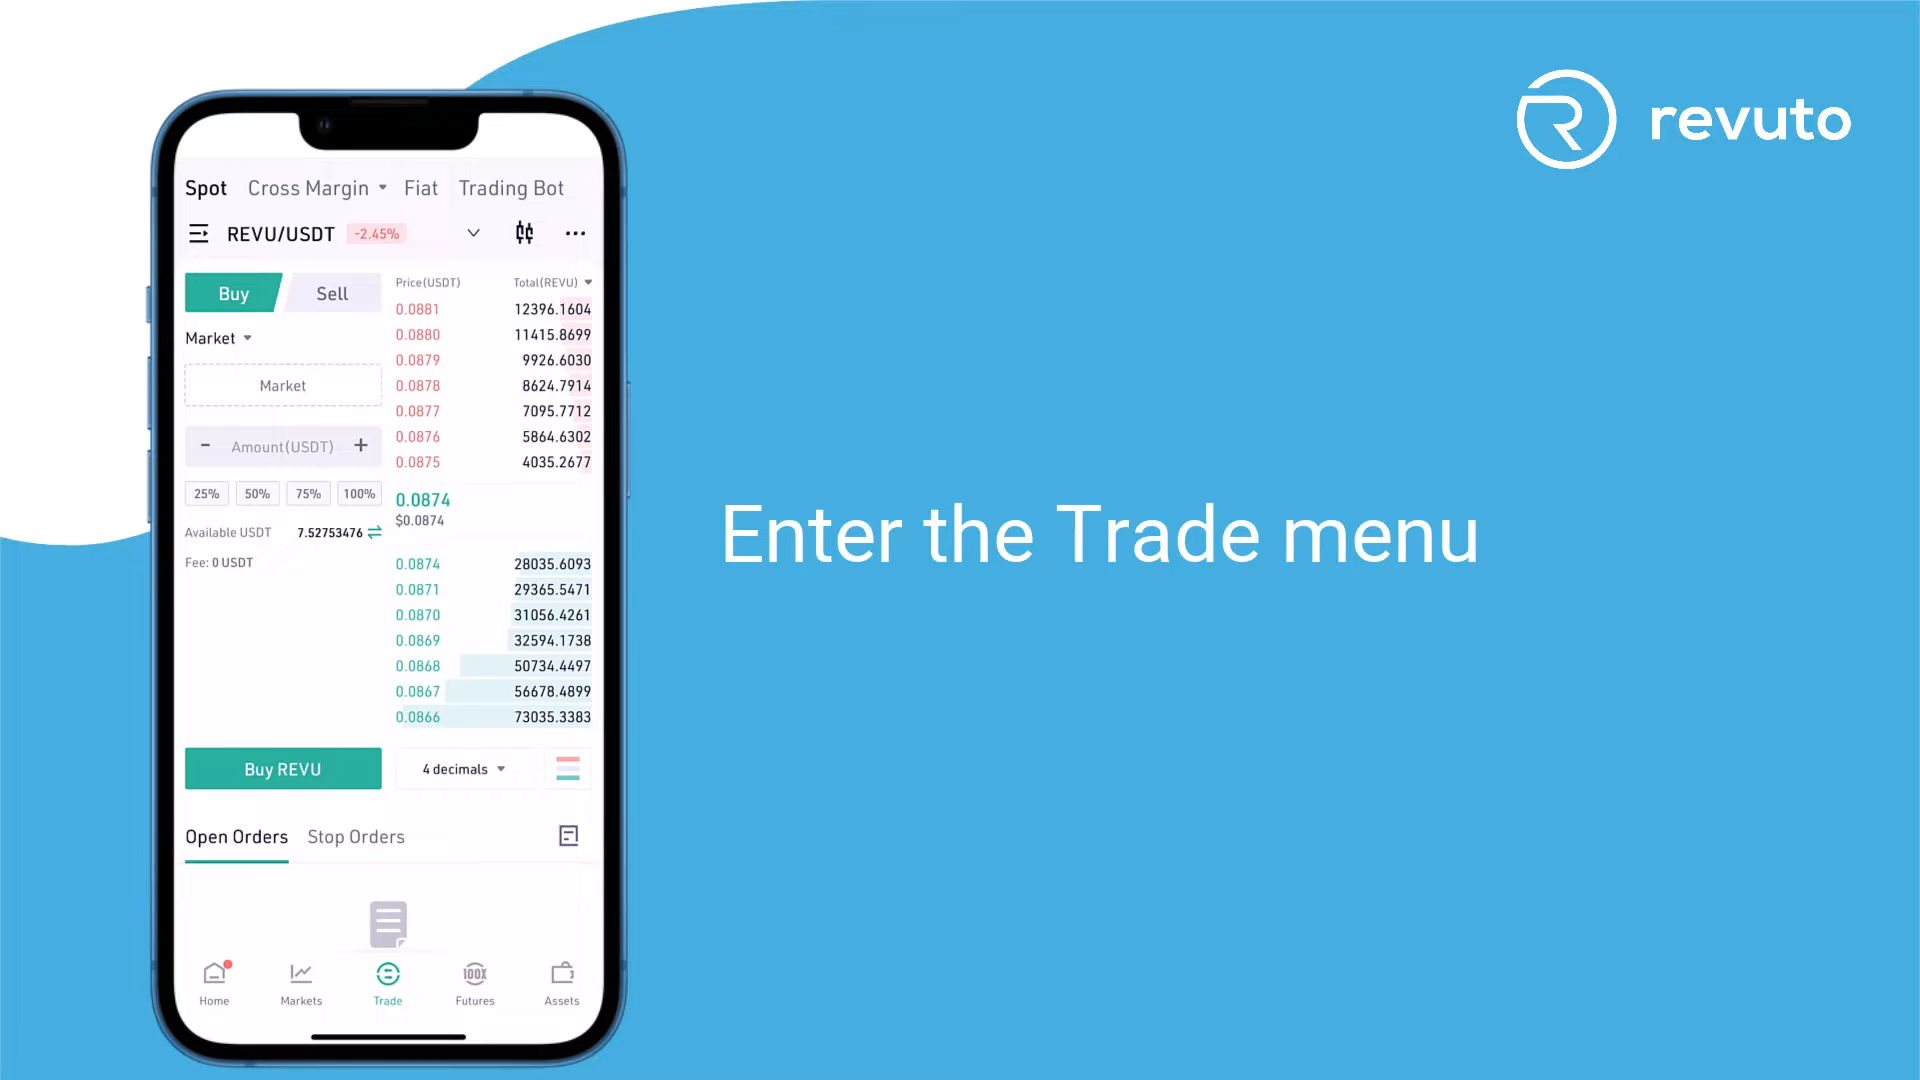 revuto
Spot Cross Margin Fiat Trading Bot
REVU/USDT -2.45%
Buy Sell
Market
Market
- Amount(USDT) +
25% 50% 75% 100%
Available USDT 7.52753476
Fee: 0 USDT
Price(USDT) Total(REVU)
0.0881 12396.1604
0.0880 11415.8699
0.0879 9926.6030
0.0878 8624.7914
0.0877 7095.7712
0.0876 5864.6302
0.0875 4035.2677
0.0874
$0.0874
0.0874 28035.6093
0.0871 29365.5471
0.0870 31056.4261
0.0869 32594.1738
0.0868 50734.4497
0.0867 56678.4899
0.0866 73035.3383
Buy REVU 4 decimals
Open Orders Stop Orders
100X
Home Markets Trade Futures Assets
Enter the Trade menu